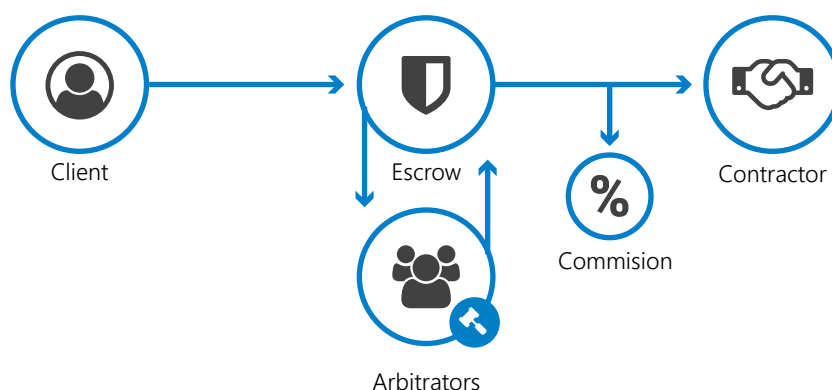 Client
Escrow
Contractor
%
Commision
Arbitrators